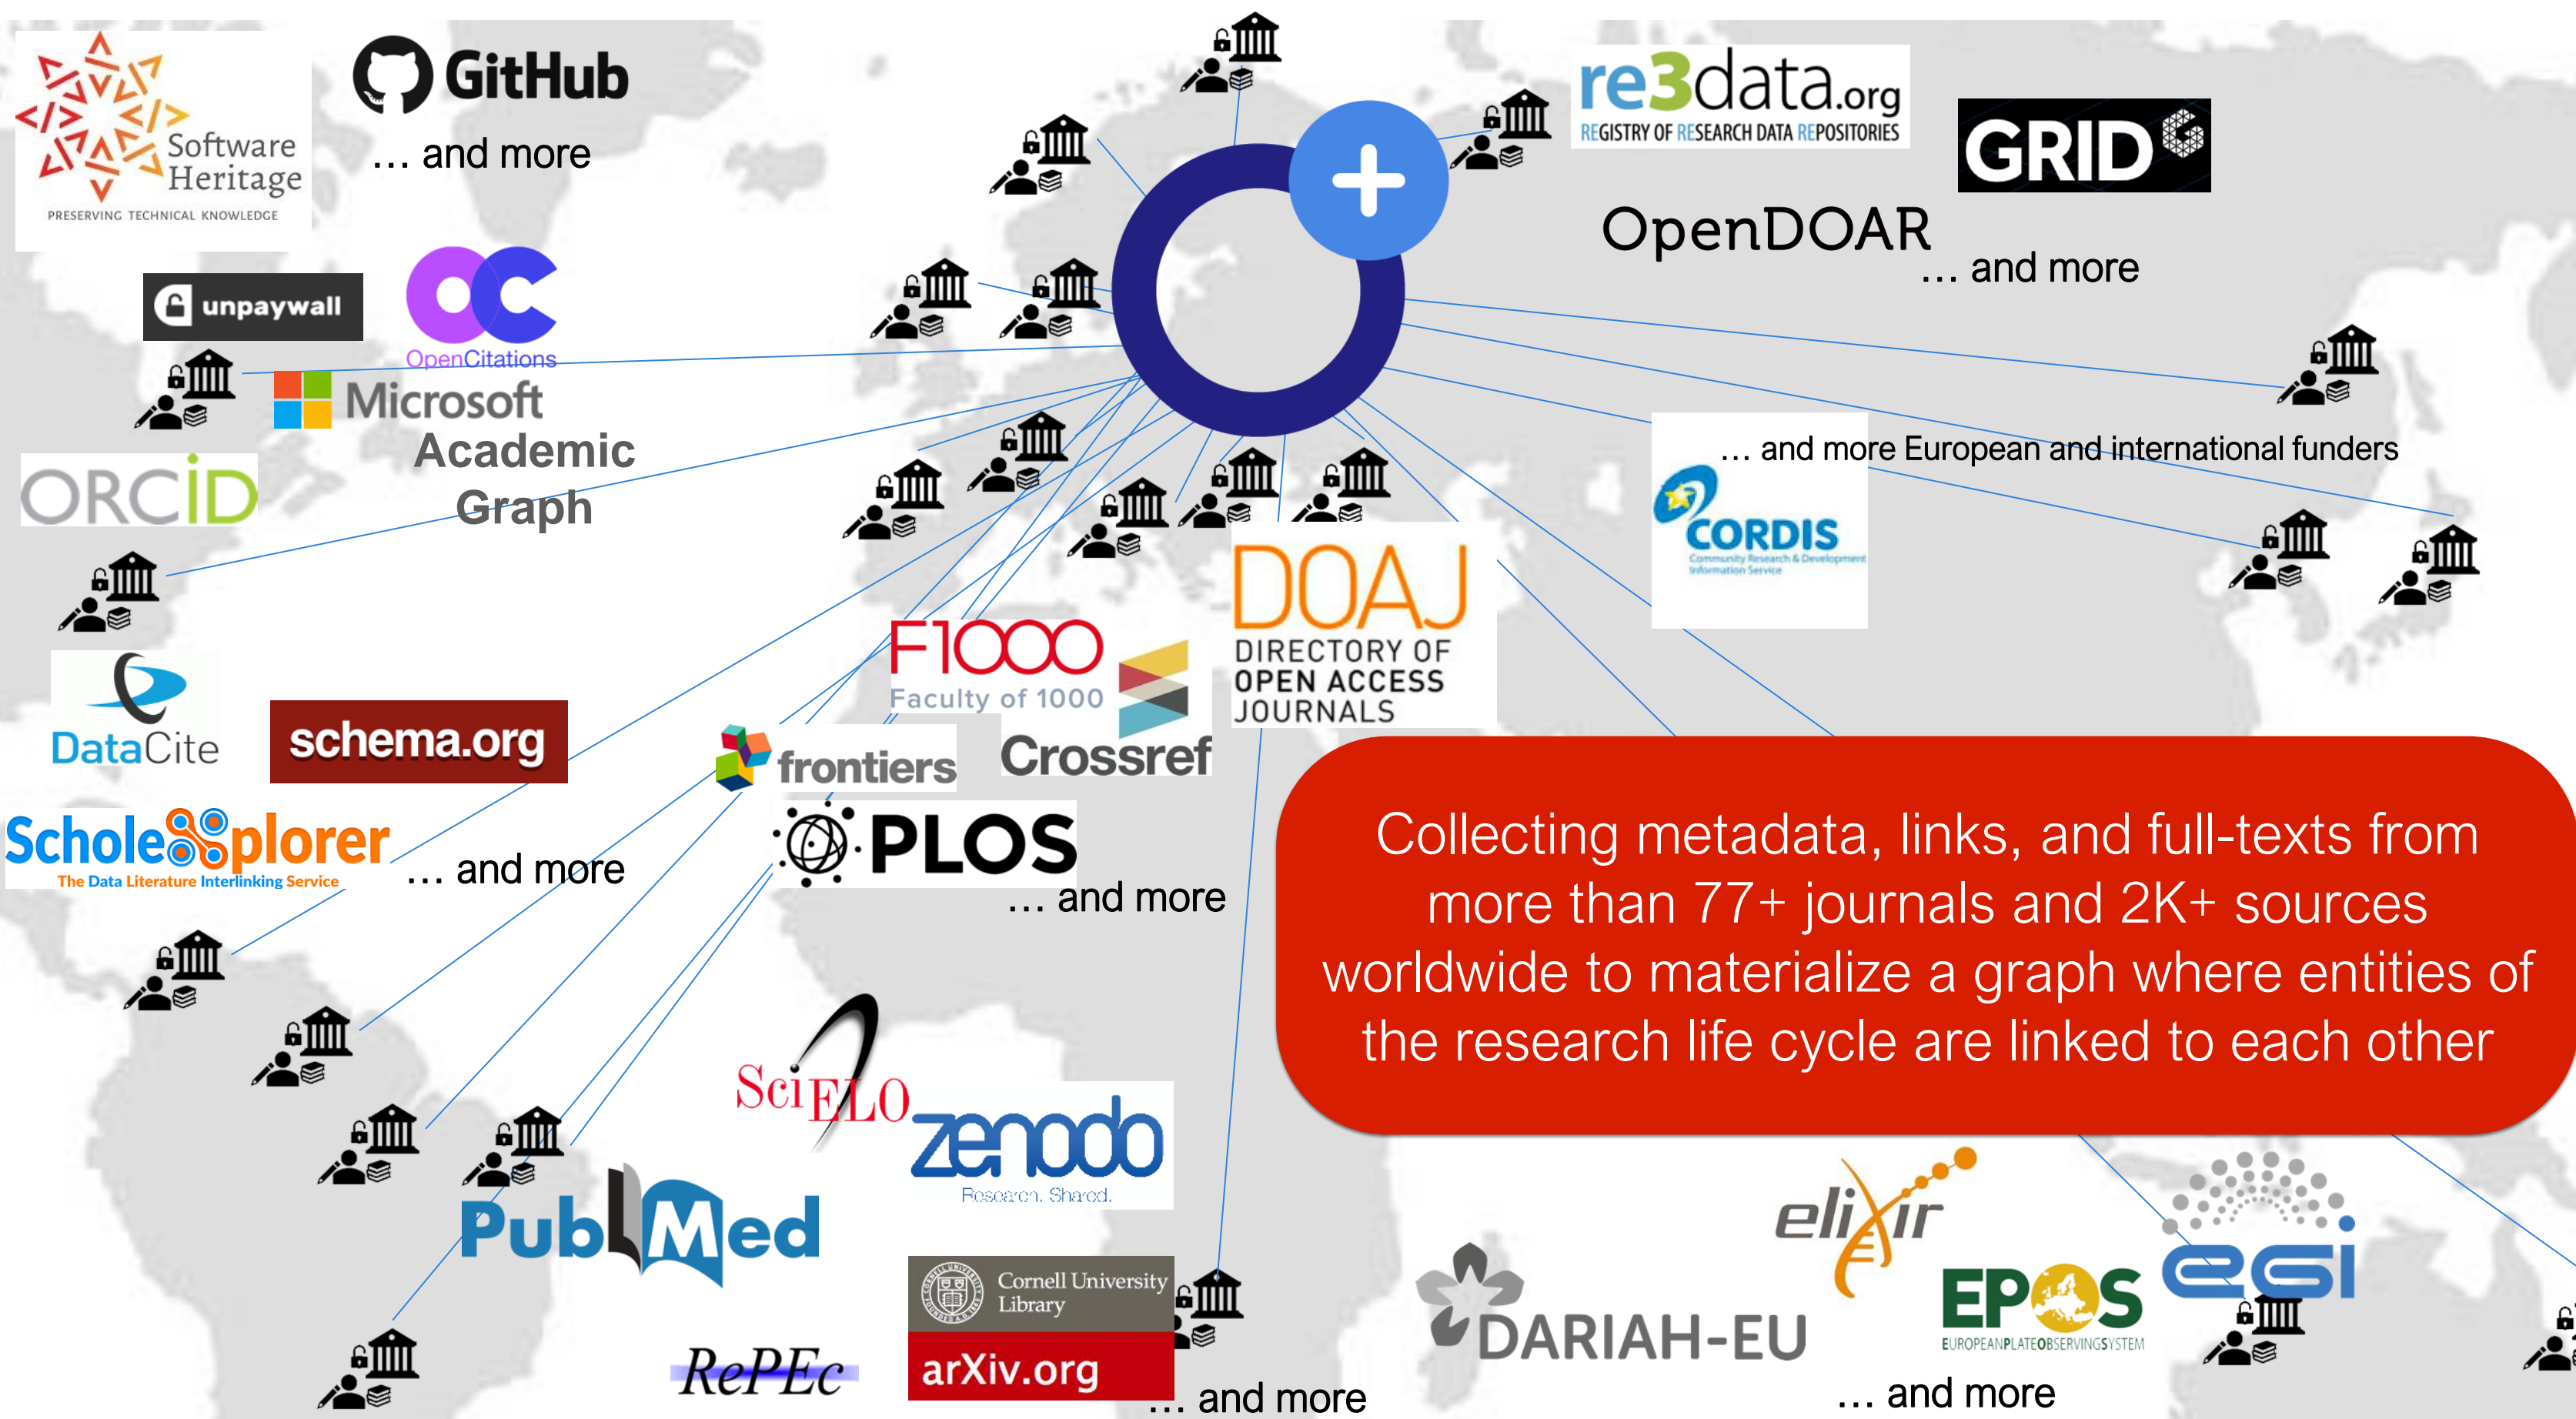 Software
Heritage
PRESERVING TECHNICAL KNOWLEDGE
GitHub
... and more
re3data.org
REGISTRY OF RESEARCH DATA REPOSITORIES
GRID
OpenDOAR
... and more
unpaywall
OpenCitations
Microsoft
Academic
Graph
ORCID
... and more European and international funders
CORDIS
Community Research & Development
Information Service
DataCite
schema.org
ScholeXplorer
The Data Literature Interlinking Service
... and more
F1000
Faculty of 1000
Crossref
DOAJ
DIRECTORY OF
OPEN ACCESS
JOURNALS
frontiers
PLOS
... and more
Collecting metadata, links, and full-texts from
more than 77+ journals and 2K+ sources
worldwide to materialize a graph where entities of
the research life cycle are linked to each other
SciELO
zenodo
Research. Shared.
PubMed
Cornell University
Library
arXiv.org
RePEc
... and more
elixir
DARIAH-EU
EPOS
EUROPEANPLATEOBSERVINGSYSTEM
egi
... and more